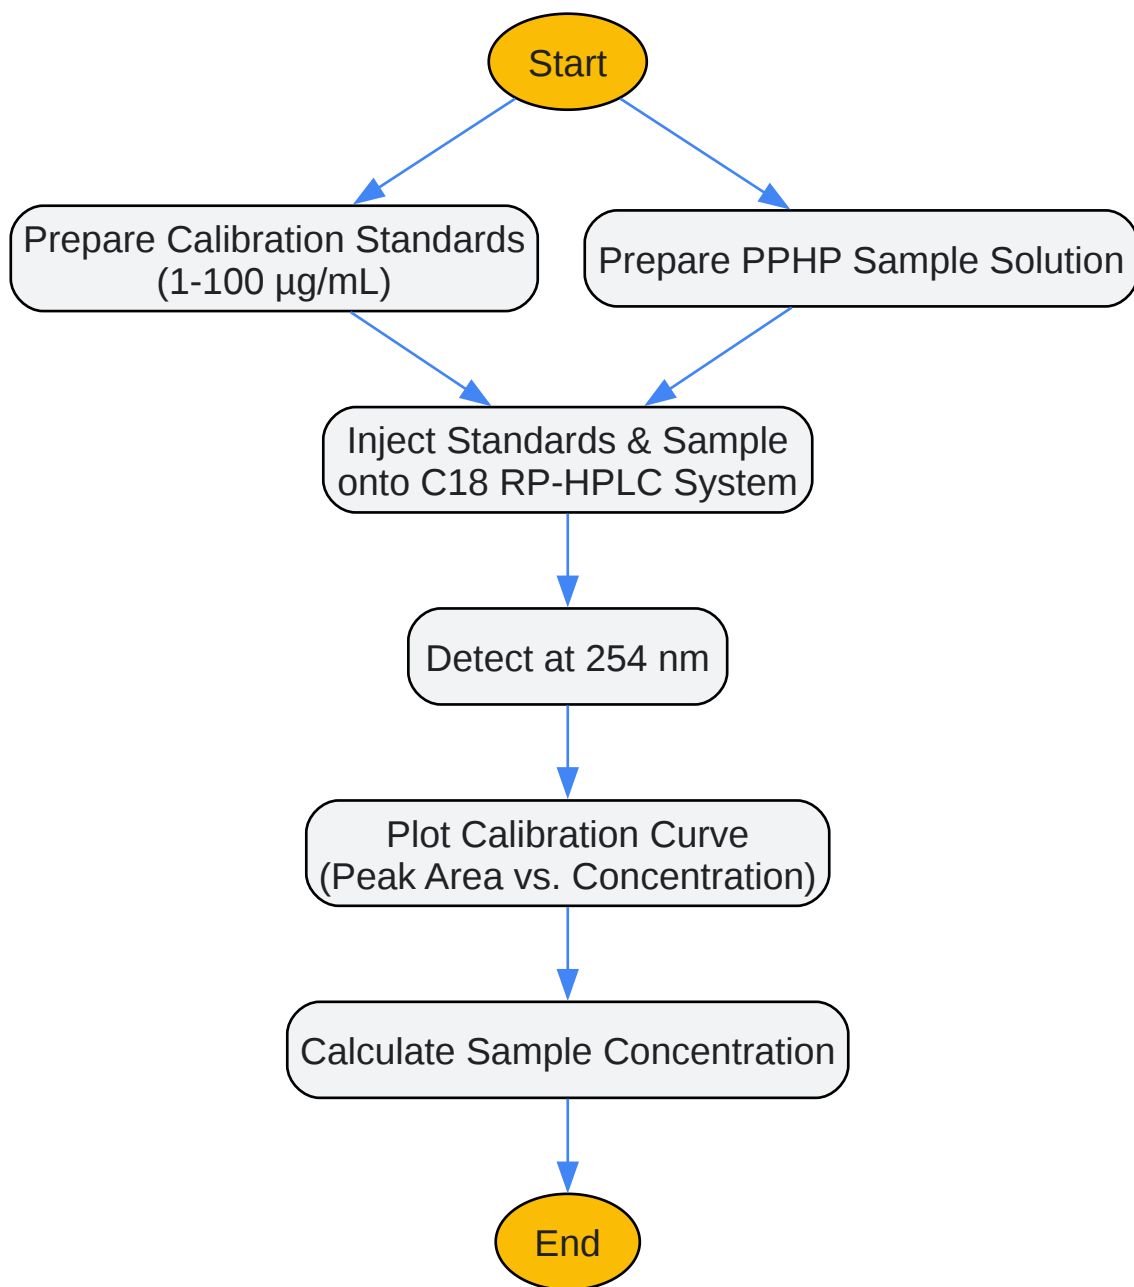 Start
Prepare Calibration Standards
(1-100 µg/mL)
Prepare PPHP Sample Solution
Inject Standards & Sample
onto C18 RP-HPLC System
Detect at 254 nm
Plot Calibration Curve
(Peak Area vs. Concentration)
Calculate Sample Concentration
End